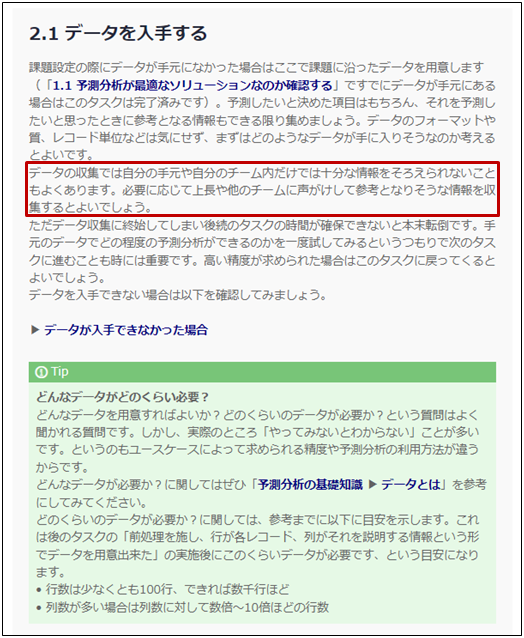 2.1 データを入手する
課題設定の際にデータが手元になかった場合はここで課題に沿ったデータを用意します
（「1.1 予測分析が最適なソリューションなのか確認する」ですでにデータが手元にある
場合はこのタスクは完了済みです）。予測したいと決めた項目はもちろん、それを予測し
たいと思ったときに参考となる情報もできる限り集めましょう。データのフォーマットや
質、レコード単位などは気にせず、まずはどのようなデータが手に入りそうなのか考える
とよいです。
データの収集では自分の手元や自分のチーム内だけでは十分な情報をそろえられないこと
もよくあります。必要に応じて上長や他のチームに声がけして参考となりそうな情報を収
集するとよいでしょう。
ただデータ収集に終始してしまい後続のタスクの時間が確保できないと本末転倒です。手
元のデータでどの程度の予測分析ができるのかを一度試してみるというつもりで次のタス
クに進むことも時には重要です。高い精度が求められた場合はこのタスクに戻ってくると
よいでしょう。
データを入手できない場合は以下を確認してみましょう。
▶ データが入手できなかった場合
Tip
どんなデータがどのくらい必要？
どんなデータを用意すればよいか？どのくらいのデータが必要か？という質問はよく
聞かれる質問です。しかし、実際のところ「やってみないとわからない」ことが多い
です。というのもユースケースによって求められる精度や予測分析の利用方法が違う
からです。
どんなデータが必要か？に関してはぜひ「予測分析の基礎知識 ▶ データとは」を参考
にしてみてください。
どのくらいのデータが必要か？に関しては、参考までに以下に目安を示します。これ
は後のタスクの「前処理を施し、行が各レコード、列がそれを説明する情報という形
でデータを用意出来た」の実施後にこのくらいデータが必要です、という目安になり
ます。
• 行数は少なくとも100行、できれば数千行ほど
• 列数が多い場合は列数に対して数倍～10倍ほどの行数